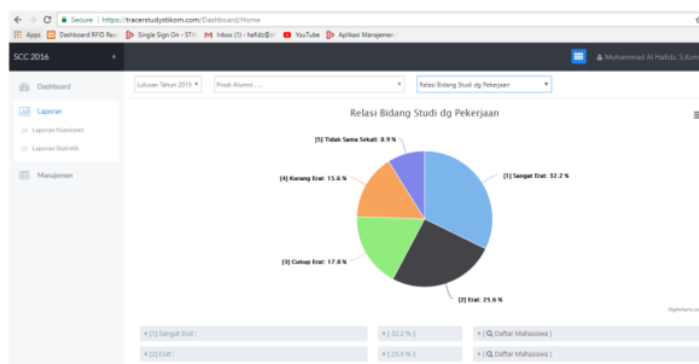 Secure | https://tracerstudystikom.com/Dashboard/Home
Apps Dashboard RFID Rea Single Sign On - STI Inbox (1) - hafidz@st YouTube Aplikasi Manajemen
SCC 2016 Mohammad Al Hafidz, S.Kom
Dashboard
Laporan
Laporan Kuesioner
Laporan Statistik
Manajemen
Lulusan Tahun 2015 Prodi Alumni . . . Relasi Bidang Studi dg Pekerjaan
Relasi Bidang Studi dg Pekerjaan
[5] Tidak Sama Sekali: 8.9 %
[4] Kurang Erat: 15.6 %
[1] Sangat Erat: 32.2 %
[3] Cukup Erat: 17.8 %
[2] Erat: 25.6 %
Highcharts.co
[1] Sangat Erat : [ 32.2 % ] [ Daftar Mahasiswa ]
[2] Erat : [ 25.5 % ] [ Daftar Mahasiswa ]